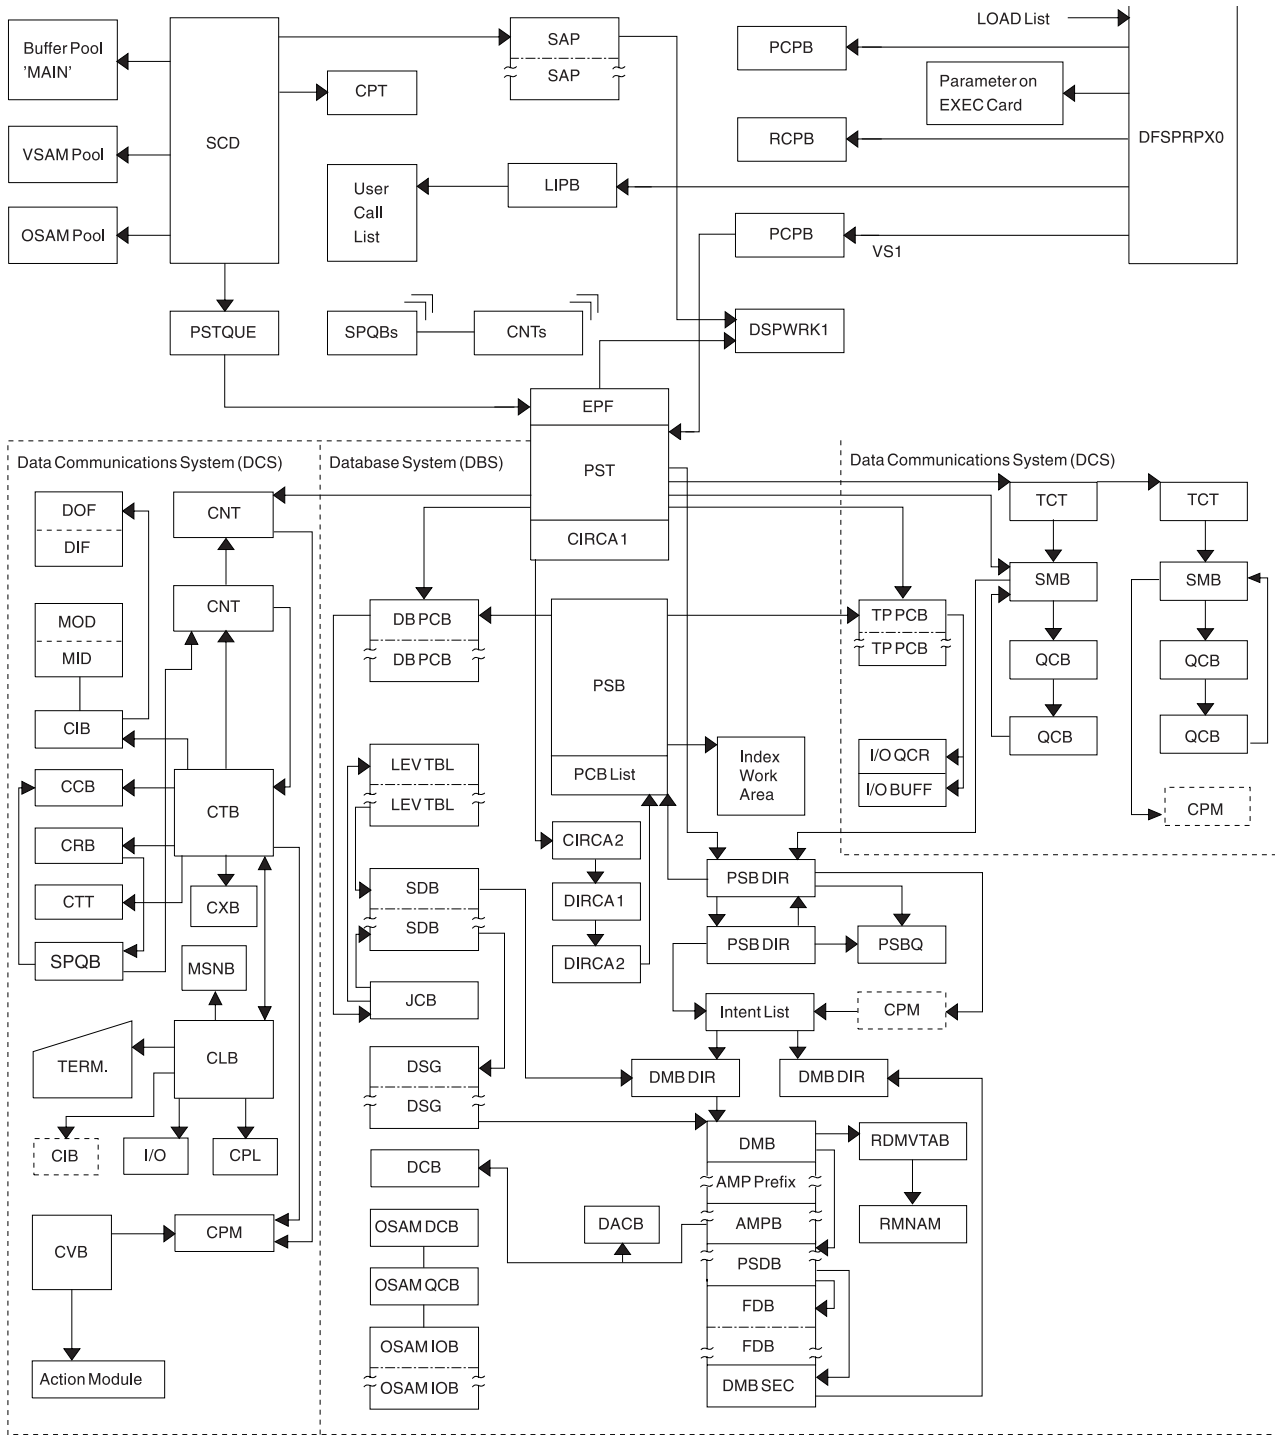 LOAD List
Buffer Pool
'MAIN'
SCD
SAP
SAP
PCPB
Parameter on
EXEC Card
DFSPRPX0
CPT
VSAM Pool
RCPB
User
Call
List
LIPB
OSAM Pool
PCPB
VS1
PSTQUE
SPQBs
CNTs
DSPWRK1
EPF
PST
CIRCA1
Data Communications System (DCS)
Database System (DBS)
Data Communications System (DCS)
DOF
DIF
CNT
CNT
MOD
MID
CIB
CCB
CTB
CRB
CTT
CXB
SPQB
MSNB
TERM.
CLB
CIB
I/O
CPL
CVB
CPM
Action Module
DB PCB
DB PCB
PSB
PCB List
LEV TBL
LEV TBL
Index
Work
Area
CIRCA2
DIRCA1
DIRCA2
SDB
SDB
JCB
DSG
DSG
DCB
OSAM DCB
OSAM QCB
OSAM IOB
OSAM IOB
DACB
PSB DIR
PSB DIR
PSBQ
Intent List
CPM
DMB DIR
DMB DIR
DMB
AMP Prefix
AMPB
PSDB
FDB
FDB
DMB SEC
RDMVTAB
RMNAM
TP PCB
TP PCB
I/O QCR
I/O BUFF
TCT
TCT
SMB
SMB
QCB
QCB
QCB
QCB
CPM